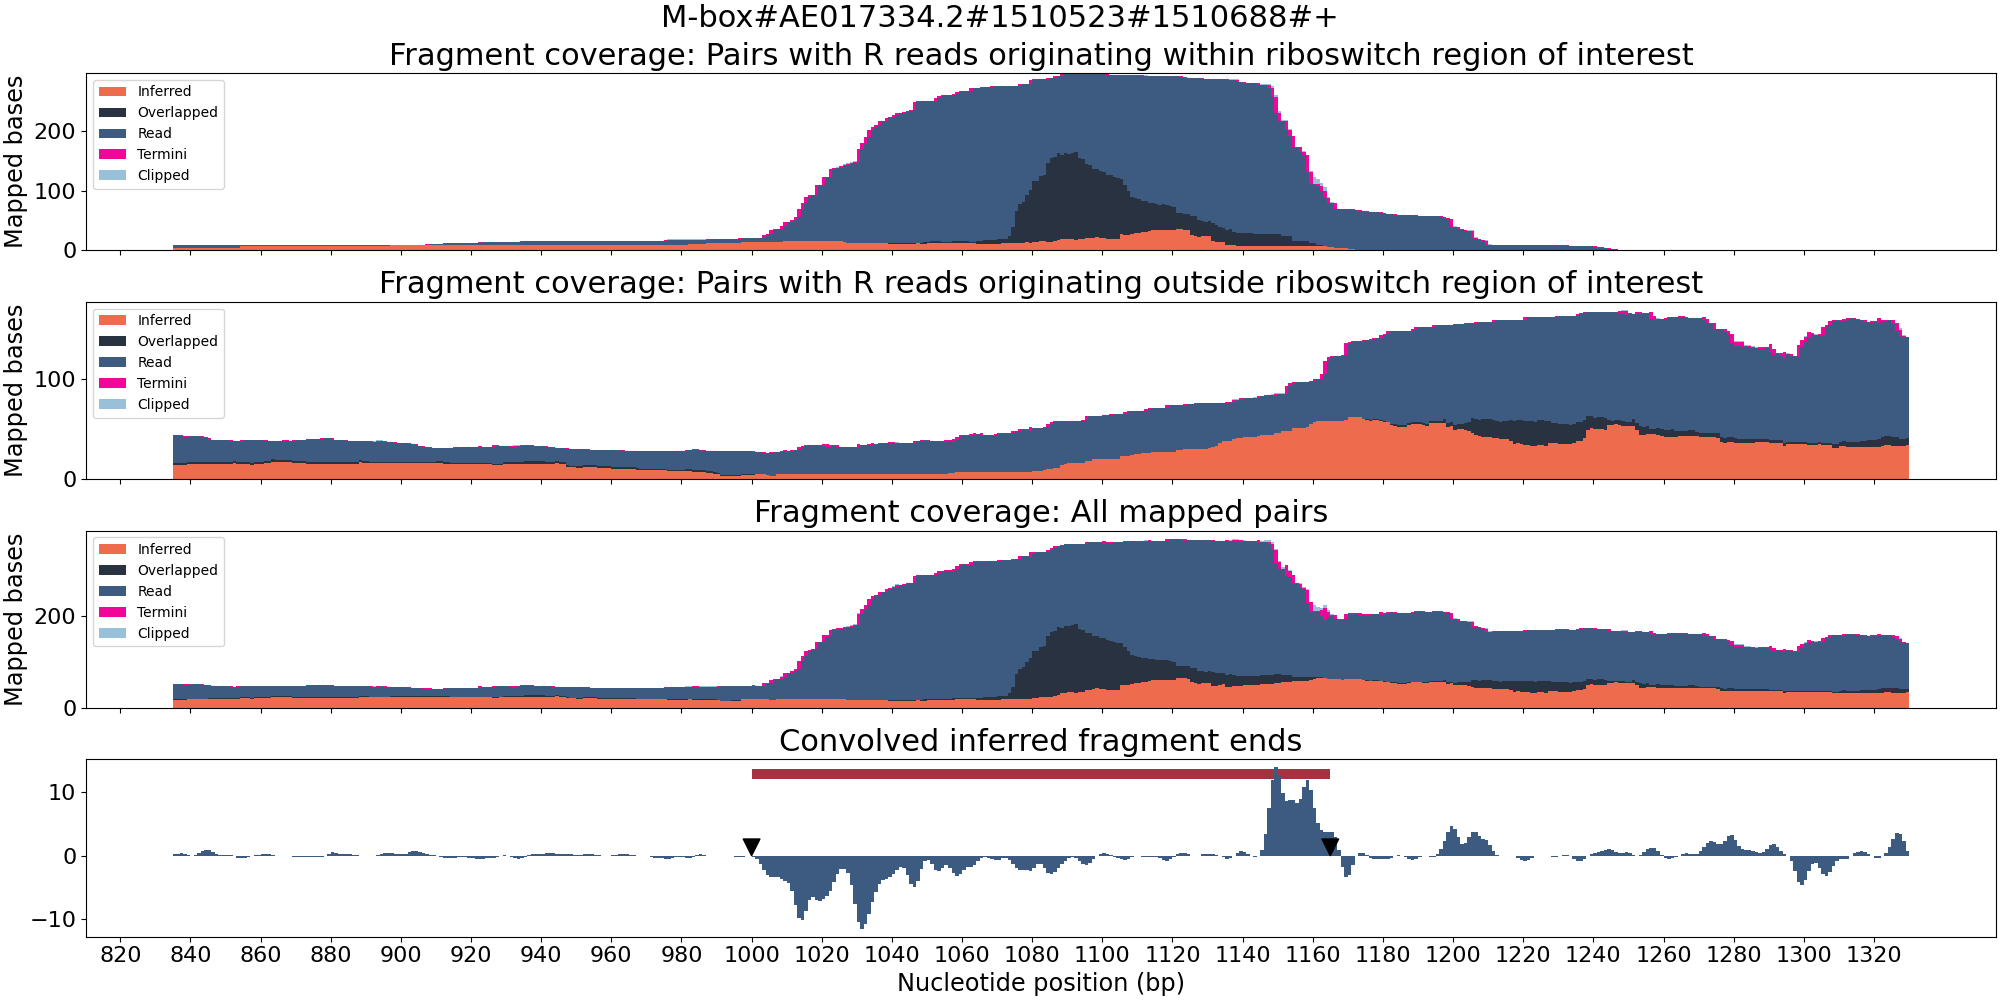 M-box#AE017334.2#1510523#1510688#+
Fragment coverage: Pairs with R reads originating within riboswitch region of interest
Mapped bases
200
100
0
Inferred
Overlapped
Read
Termini
Clipped
Fragment coverage: Pairs with R reads originating outside riboswitch region of interest
Mapped bases
100
0
Inferred
Overlapped
Read
Termini
Clipped
Fragment coverage: All mapped pairs
Mapped bases
200
0
Inferred
Overlapped
Read
Termini
Clipped
Convolved inferred fragment ends
10
0
−10
820 840 860 880 900 920 940 960 980 1000 1020 1040 1060 1080 1100 1120 1140 1160 1180 1200 1220 1240 1260 1280 1300 1320
Nucleotide position (bp)